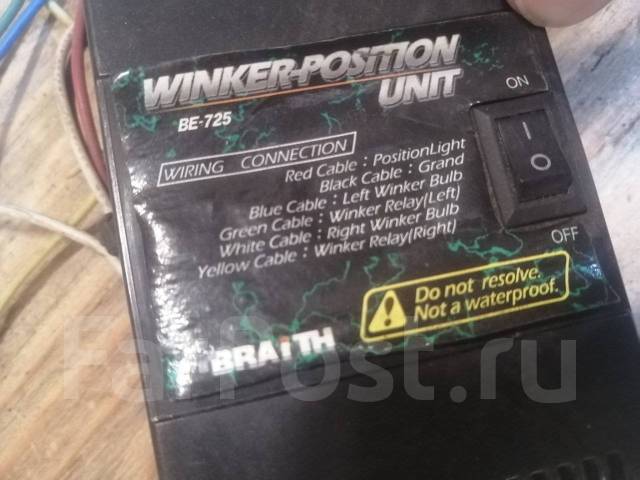 WINKER-POSITION
UNIT
BE-725
ON
WIRING CONNECTION
Red Cable : PositionLight
Black Cable : Grand
Blue Cable : Left Winker Bulb
Green Cable : Winker Relay(Left)
White Cable : Right Winker Bulb
Yellow Cable : Winker Relay(Right)
OFF
Do not resolve.
Not a waterproof.
BRAITH
FarPost.ru